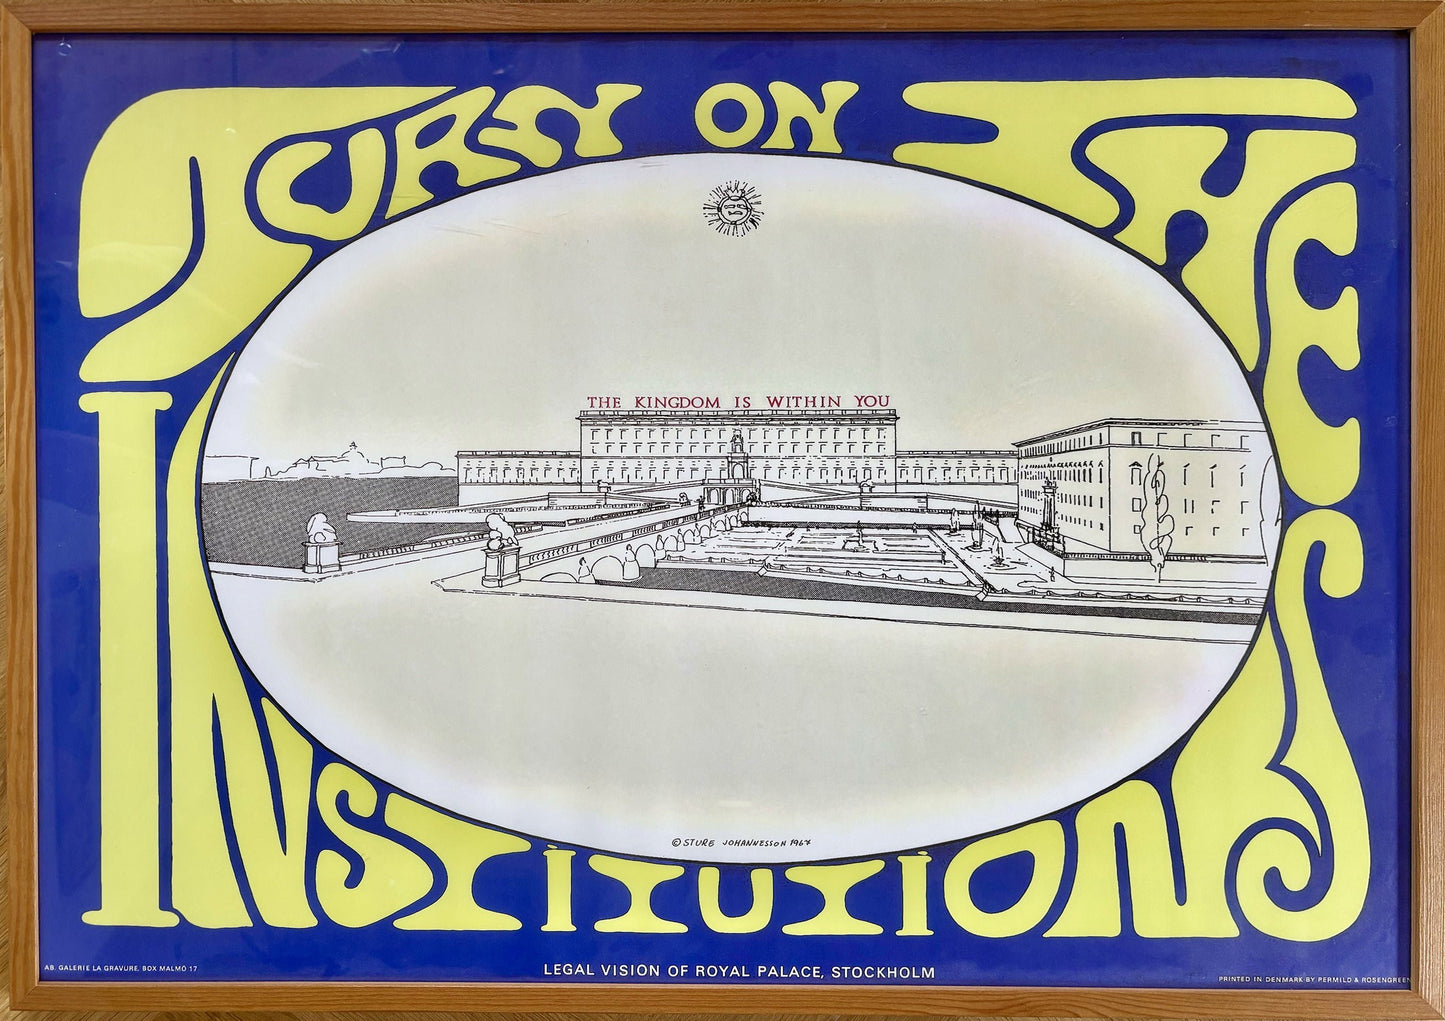 TURN ON THE
INSTITUTIONS
THE KINGDOM IS WITHIN YOU
© STURE JOHANNESSON 1967
AB. GALERIE LA GRAVURE, BOX MALMÖ 17
LEGAL VISION OF ROYAL PALACE, STOCKHOLM
PRINTED IN DENMARK BY PERMILD & ROSENGREEN